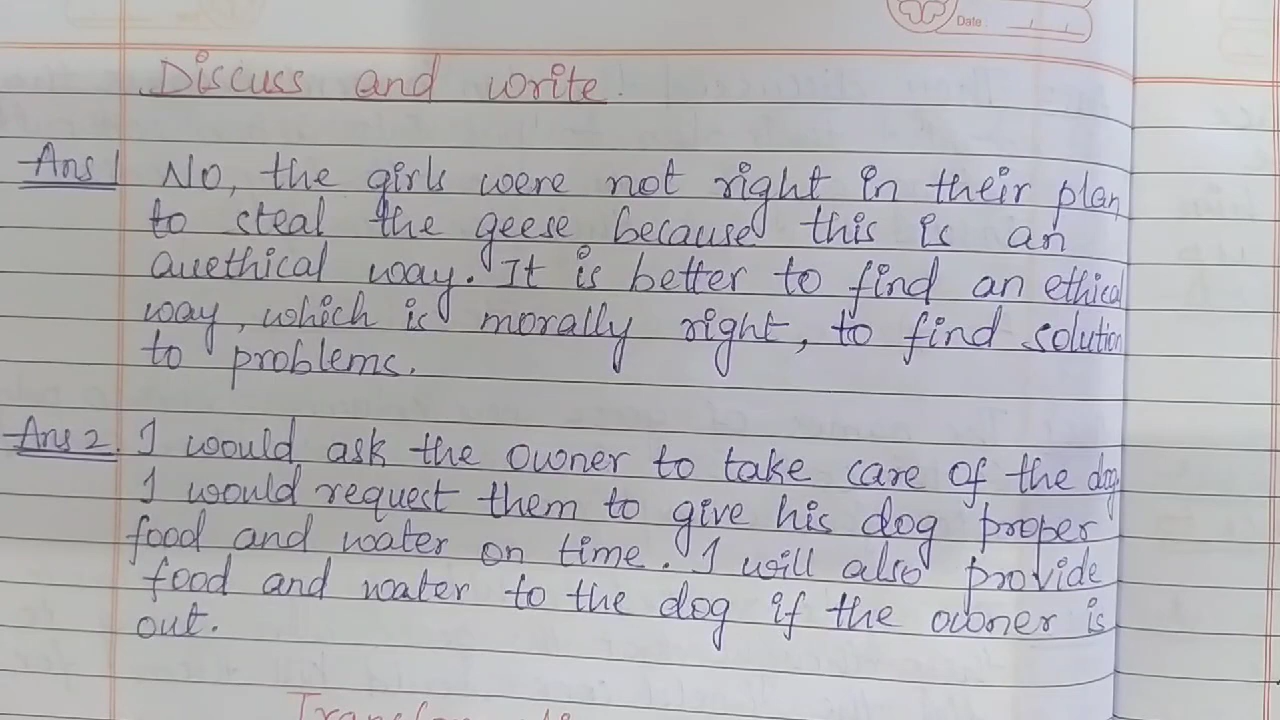 Date
Discuss and write.
Ans 1 No, the girls were not right in their plan
to steal the geese because this is an
auethical way. It is better to find an ethical
way, which is morally right, to find solution
to problems.
Ans 2. I would ask the owner to take care of the dog
I would request them to give his dog proper
food and water on time. I will also provide
food and water to the dog if the owner is
out.